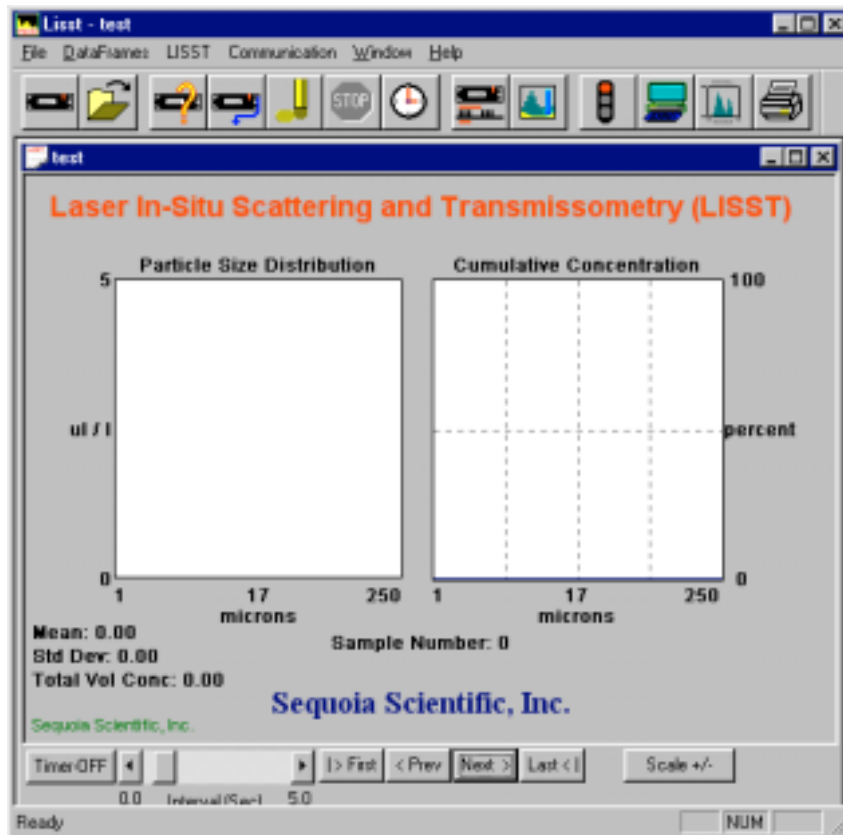 Lisst - test
File DataFrames LISST Communication Window Help
STOP
test
Laser In-Situ Scattering and Transmissometry (LISST)
Particle Size Distribution Cumulative Concentration
5 100
ul / l percent
0 0
1 17 250 1 17 250
microns microns
Mean: 0.00
Sample Number: 0
Std Dev: 0.00
Total Vol Conc: 0.00
Sequoia Scientific, Inc.
Sequoia Scientific, Inc.
Timer-OFF |> First < Prev Next > Last <| Scale +/-
0.0 Interval(Sec) 5.0
Ready NUM